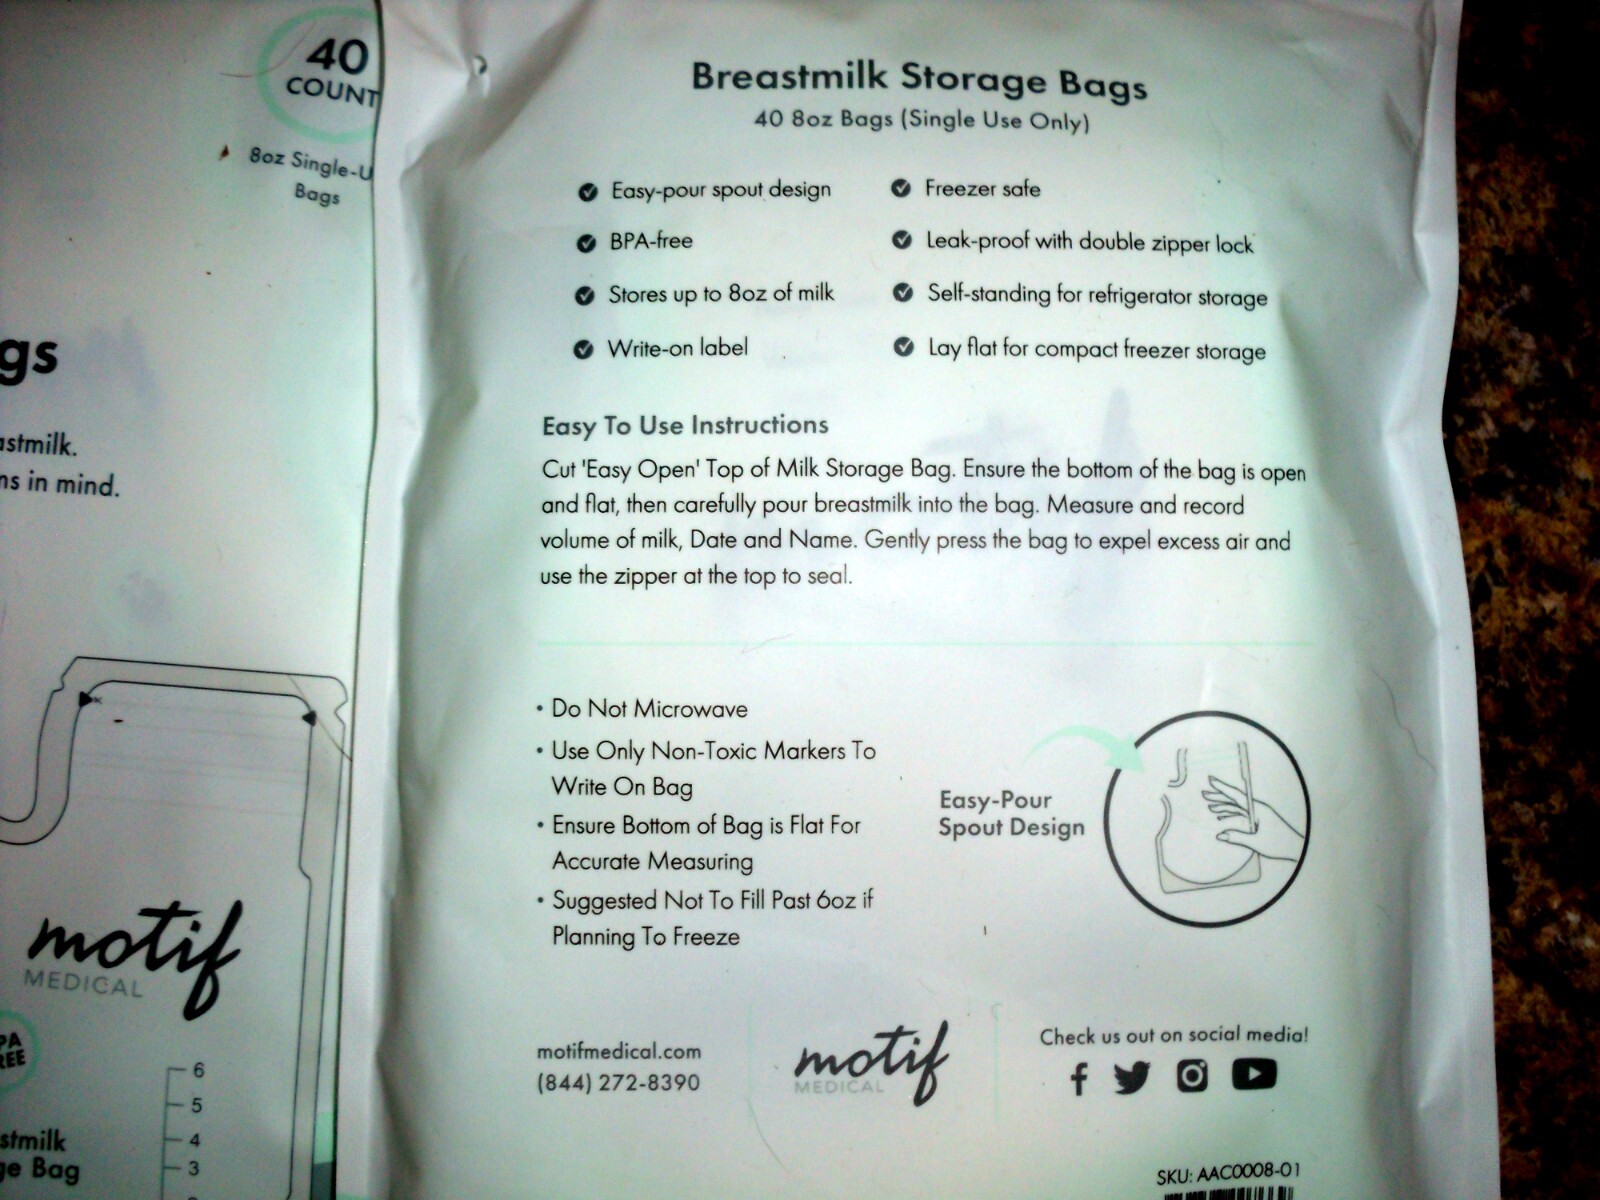 40
COUNT
8oz Single-U
Bags
gs
astmilk.
ns in mind.
motif
MEDICAL
PA
REE
6
5
4
3
stmilk
ge Bag
Breastmilk Storage Bags
40 8oz Bags (Single Use Only)
Easy-pour spout design
Freezer safe
BPA-free
Leak-proof with double zipper lock
Stores up to 8oz of milk
Self-standing for refrigerator storage
Write-on label
Lay flat for compact freezer storage
Easy To Use Instructions
Cut 'Easy Open' Top of Milk Storage Bag. Ensure the bottom of the bag is open
and flat, then carefully pour breastmilk into the bag. Measure and record
volume of milk, Date and Name. Gently press the bag to expel excess air and
use the zipper at the top to seal.
• Do Not Microwave
• Use Only Non-Toxic Markers To
Write On Bag
• Ensure Bottom of Bag is Flat For
Accurate Measuring
• Suggested Not To Fill Past 6oz if
Planning To Freeze
Easy-Pour
Spout Design
motifmedical.com
(844) 272-8390
motif
MEDICAL
Check us out on social media!
SKU: AAC0008-01